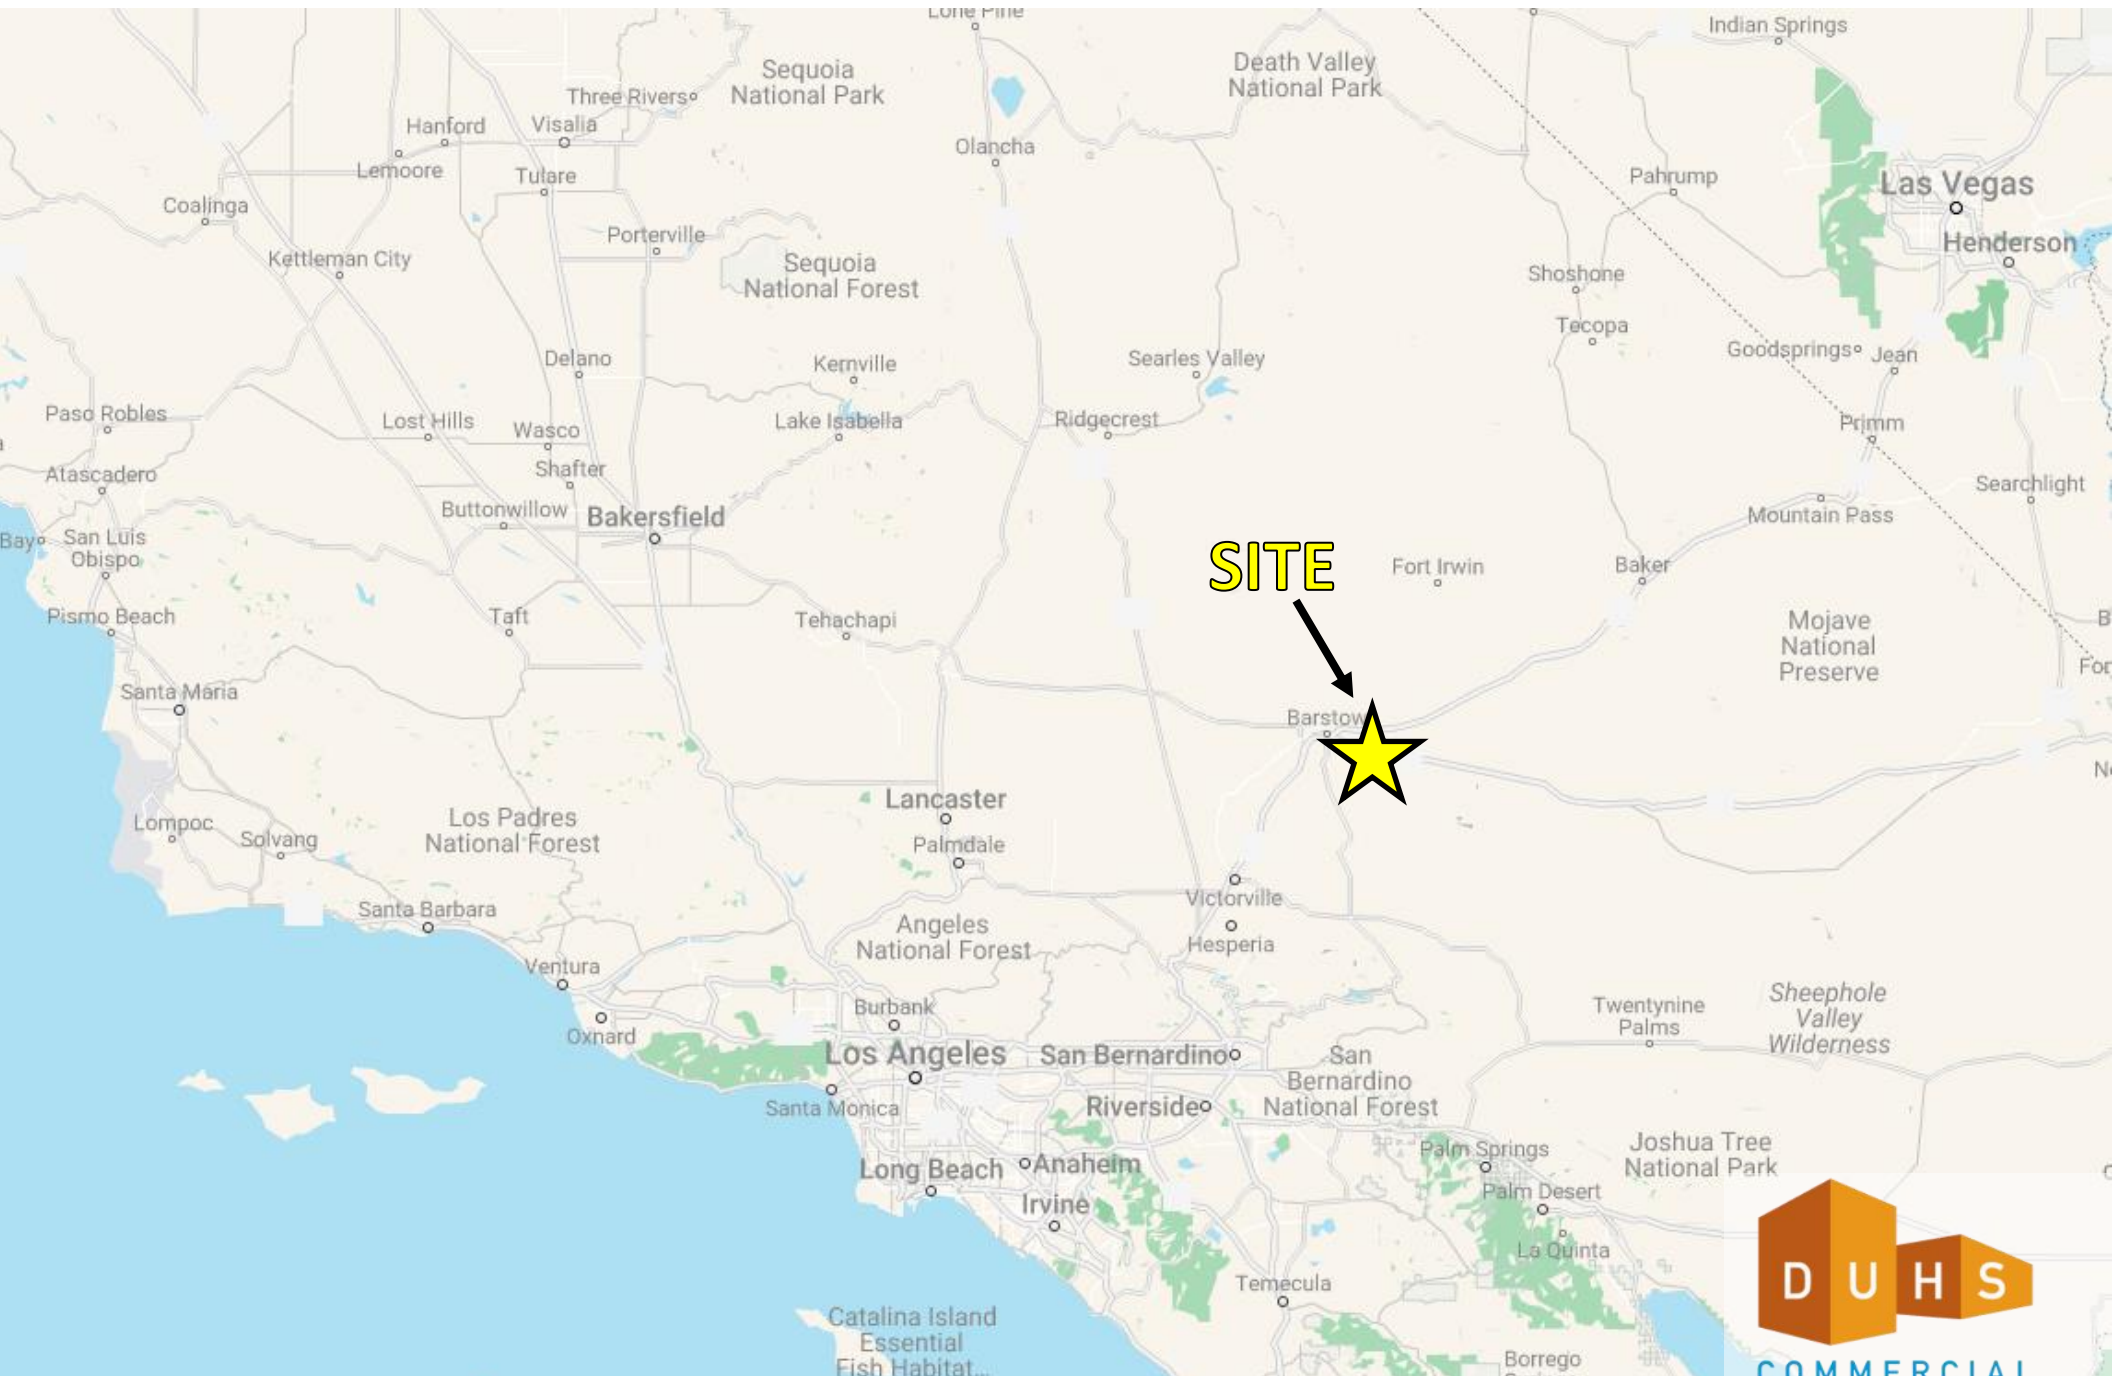 Lone Pine
Indian Springs
Sequoia
National Park
Death Valley
National Park
Three Rivers
Hanford
Visalia
Olancha
Lemoore
Tulare
Pahrump
Las Vegas
Coalinga
Porterville
Henderson
Kettleman City
Sequoia
National Forest
Shoshone
Tecopa
Goodsprings
Jean
Delano
Kernville
Searles Valley
Paso Robles
Lost Hills
Wasco
Lake Isabella
Ridgecrest
Primm
Atascadero
Shafter
Searchlight
Buttonwillow
Bakersfield
Mountain Pass
Bay
San Luis
Obispo
SITE
Fort Irwin
Baker
Pismo Beach
Taft
Tehachapi
Mojave
National
Preserve
B
For
Santa Maria
Barstow
Lancaster
Los Padres
National Forest
Lompoc
Solvang
Palmdale
Victorville
Santa Barbara
Angeles
National Forest
Hesperia
Ventura
Burbank
Oxnard
Twentynine
Palms
Sheephole
Valley
Wilderness
Los Angeles
San Bernardino
San
Bernardino
National Forest
Santa Monica
Riverside
Palm Springs
Joshua Tree
National Park
Long Beach
Anaheim
Irvine
Palm Desert
La Quinta
Temecula
DUHS
COMMERCIAL
Catalina Island
Essential
Fish Habitat...
Borrego